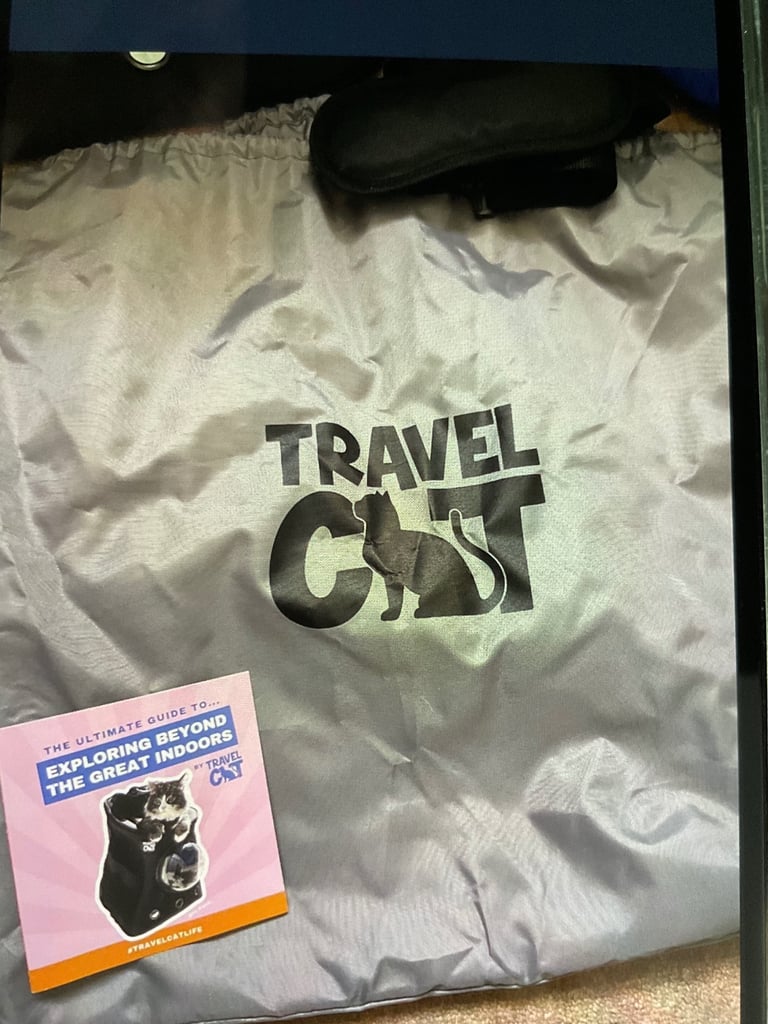 TRAVEL
CAT
THE ULTIMATE GUIDE TO...
EXPLORING BEYOND
THE GREAT INDOORS
BY TRAVEL
CAT
#TRAVELCATLIFE